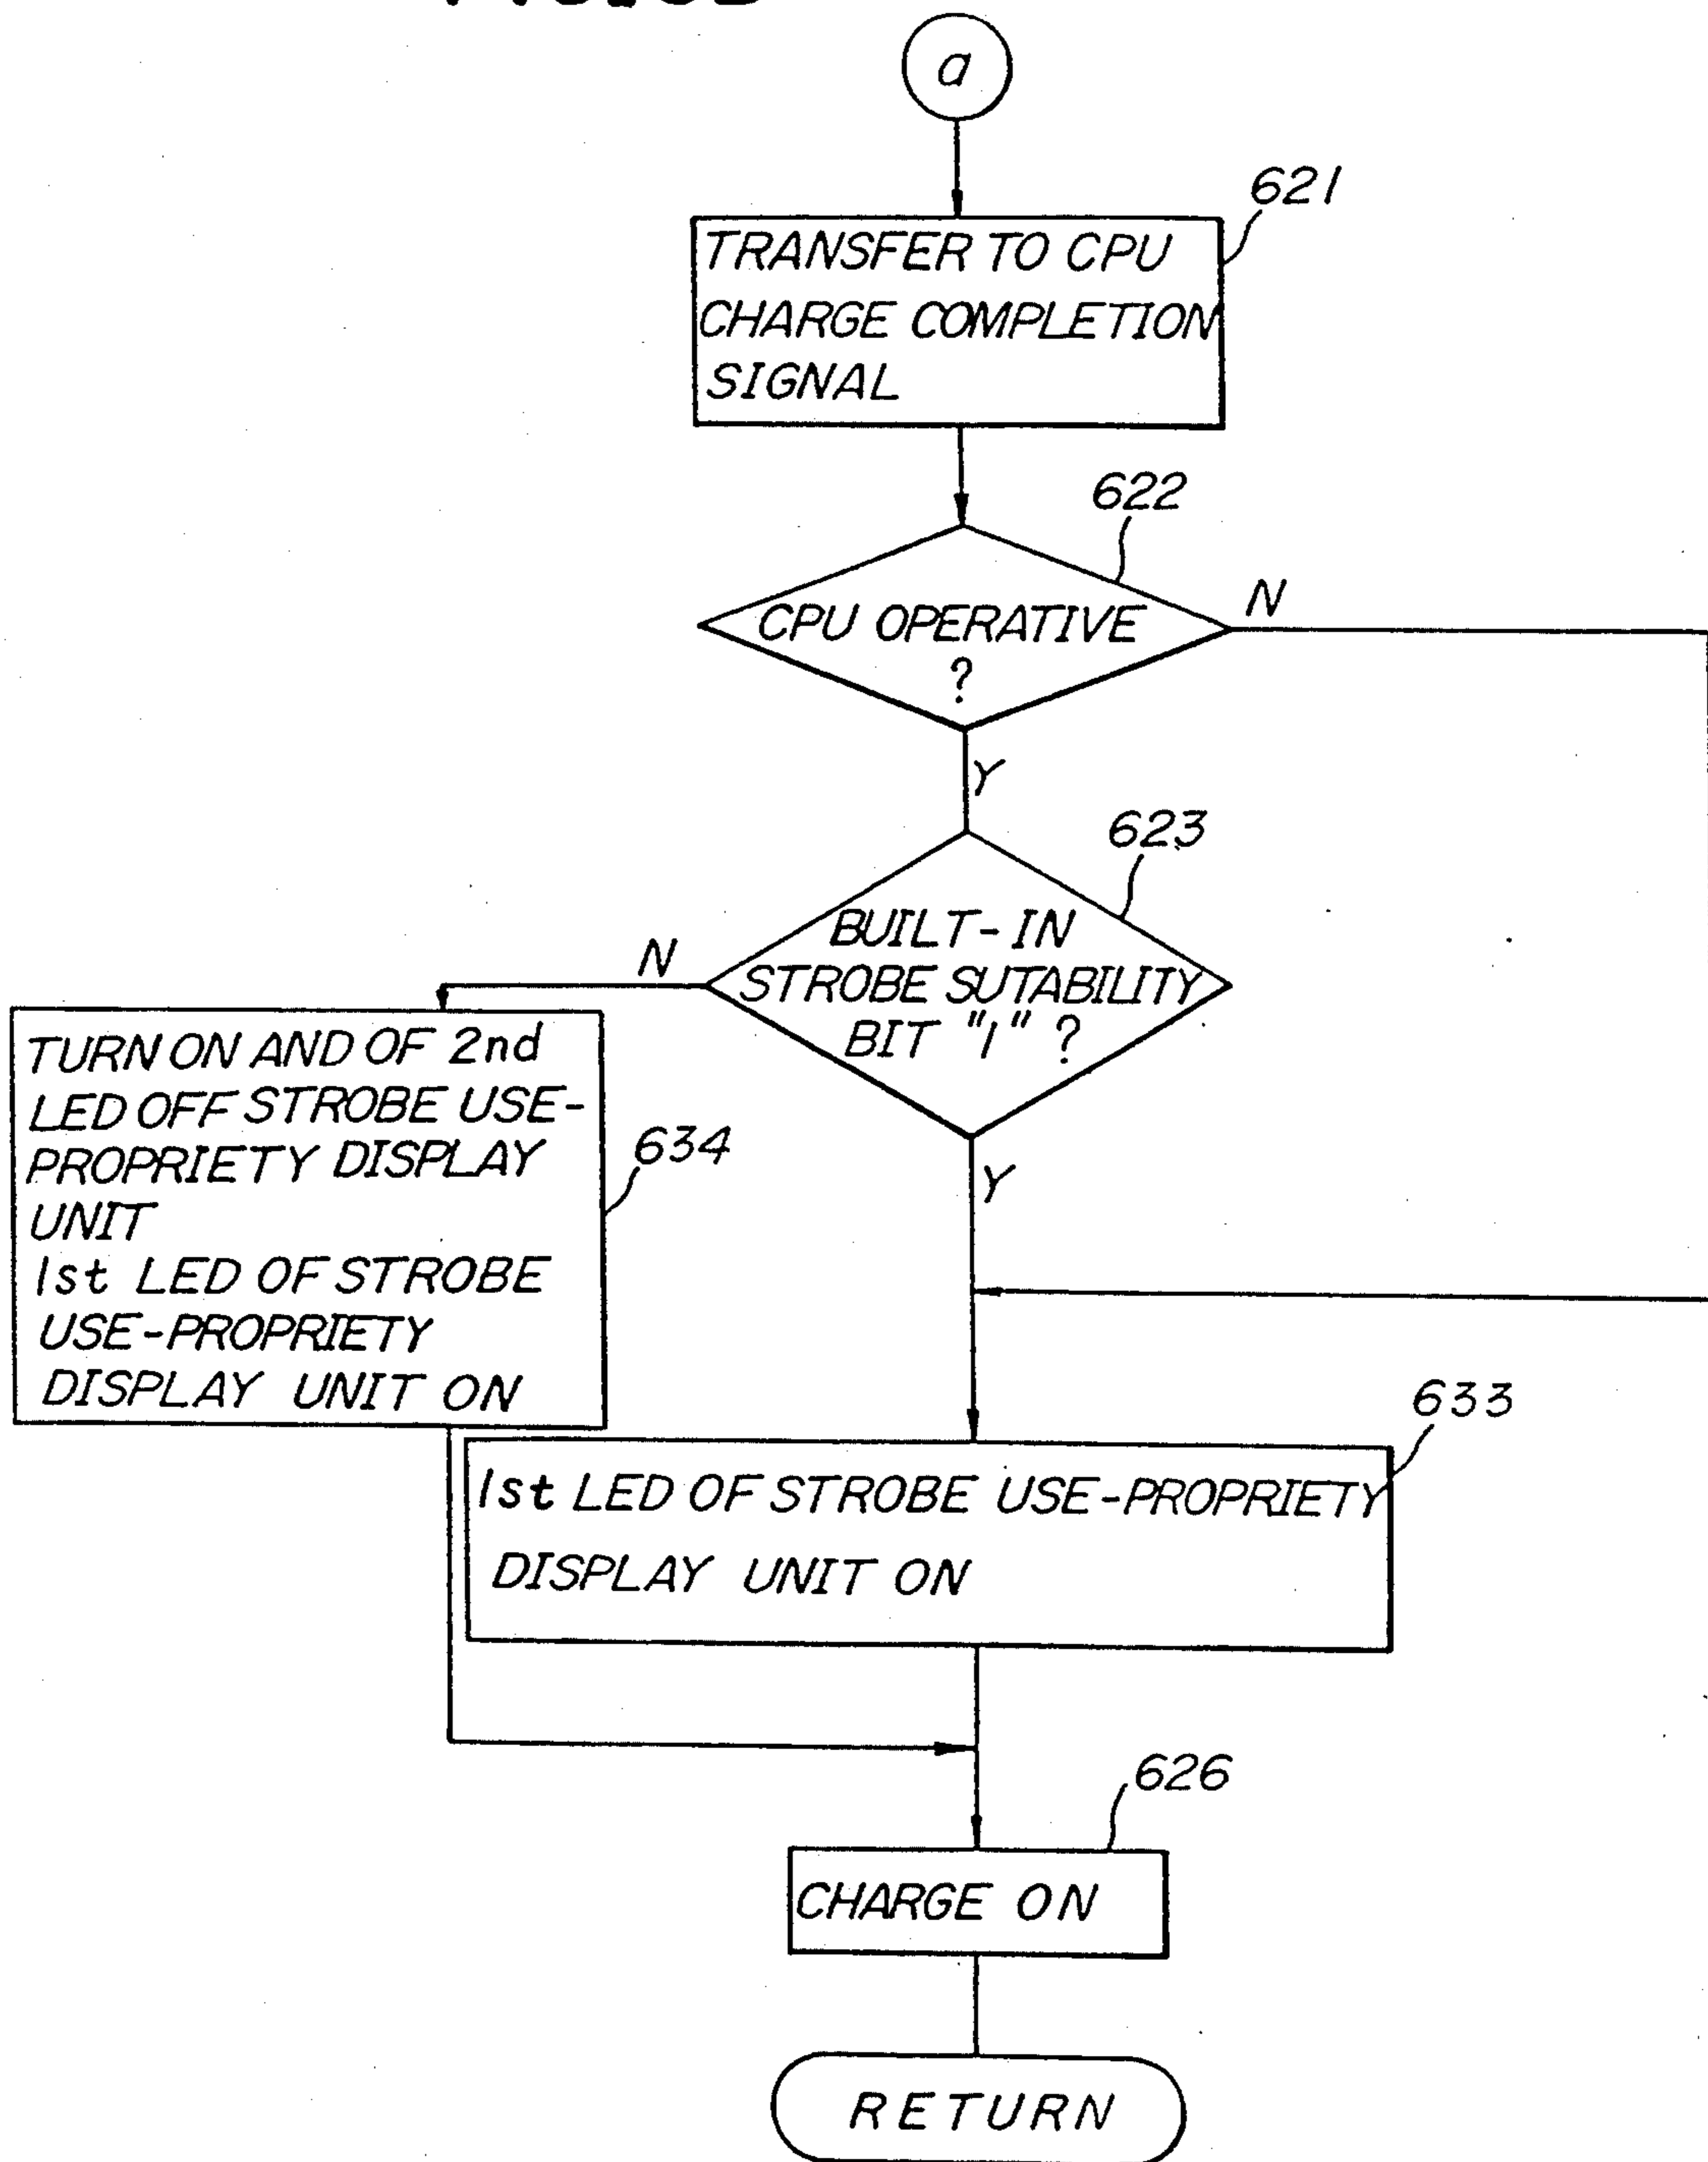 a
621
TRANSFER TO CPU
CHARGE COMPLETION
SIGNAL
622
CPU OPERATIVE
?
N
Y
623
BUILT-IN
STROBE SUTABILITY
BIT "1" ?
N
Y
TURN ON AND OF 2nd
LED OFF STROBE USE-
PROPRIETY DISPLAY
UNIT
1st LED OF STROBE
USE-PROPRIETY
DISPLAY UNIT ON
634
633
1st LED OF STROBE USE-PROPRIETY
DISPLAY UNIT ON
626
CHARGE ON
RETURN